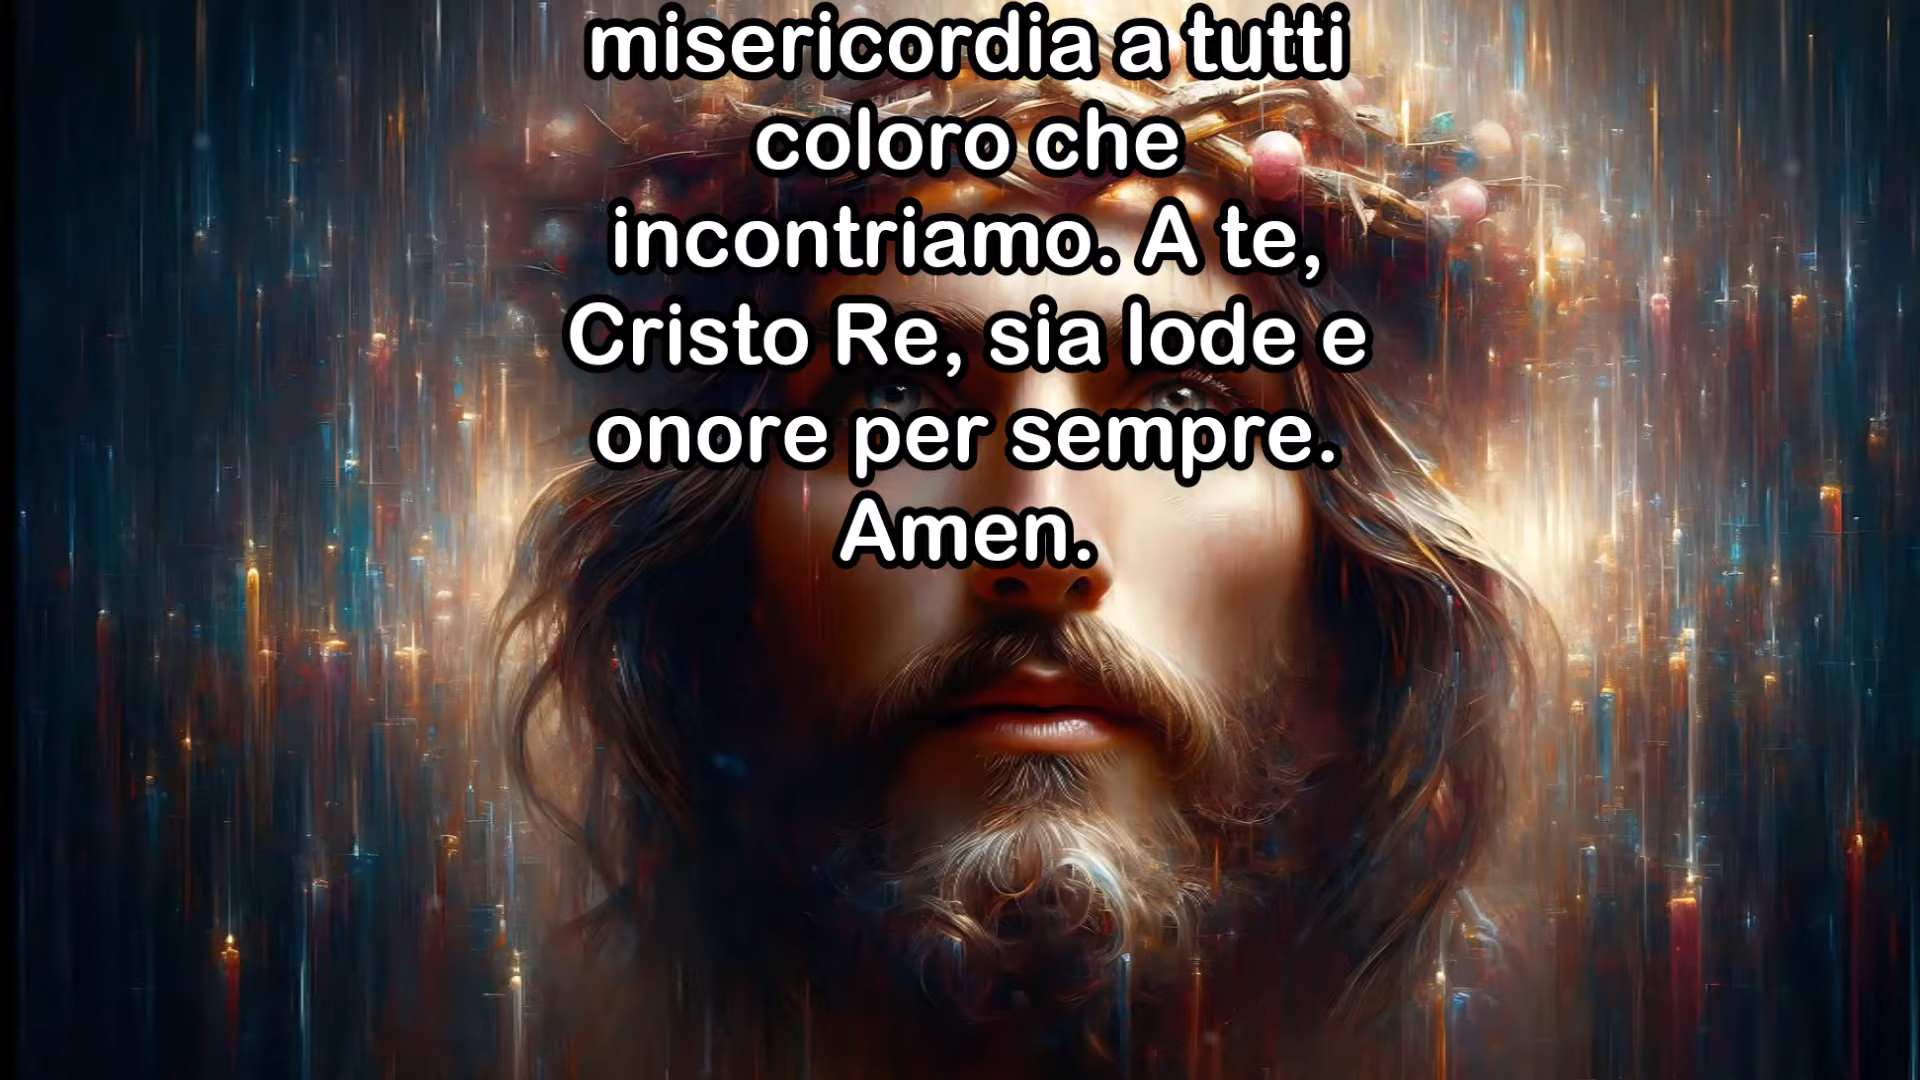 misericordia a tutti
coloro che
incontriamo. A te,
Cristo Re, sia lode e
onore per sempre.
Amen.